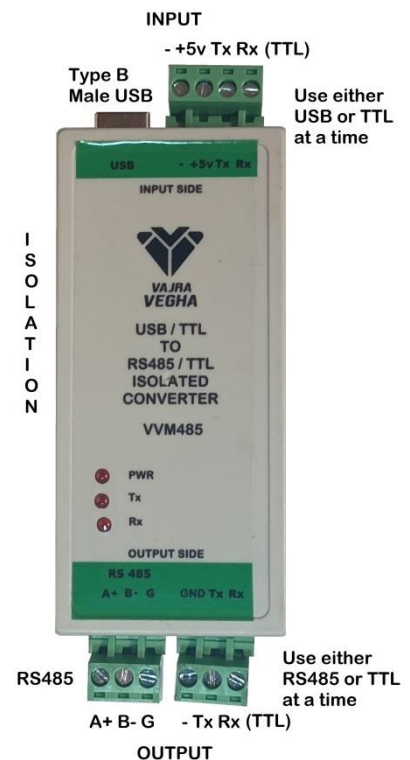 INPUT
- +5v Tx Rx (TTL)
Type B
Male USB
Use either
USB or TTL
at a time
USB - +5v Tx Rx
INPUT SIDE
ISOLATION
VAJRA
VEGHA
USB / TTL
TO
RS485 / TTL
ISOLATED
CONVERTER
VVM485
PWR
Tx
Rx
OUTPUT SIDE
RS 485
A+ B- G GND Tx Rx
RS485
Use either
RS485 or TTL
at a time
A+ B- G - Tx Rx (TTL)
OUTPUT